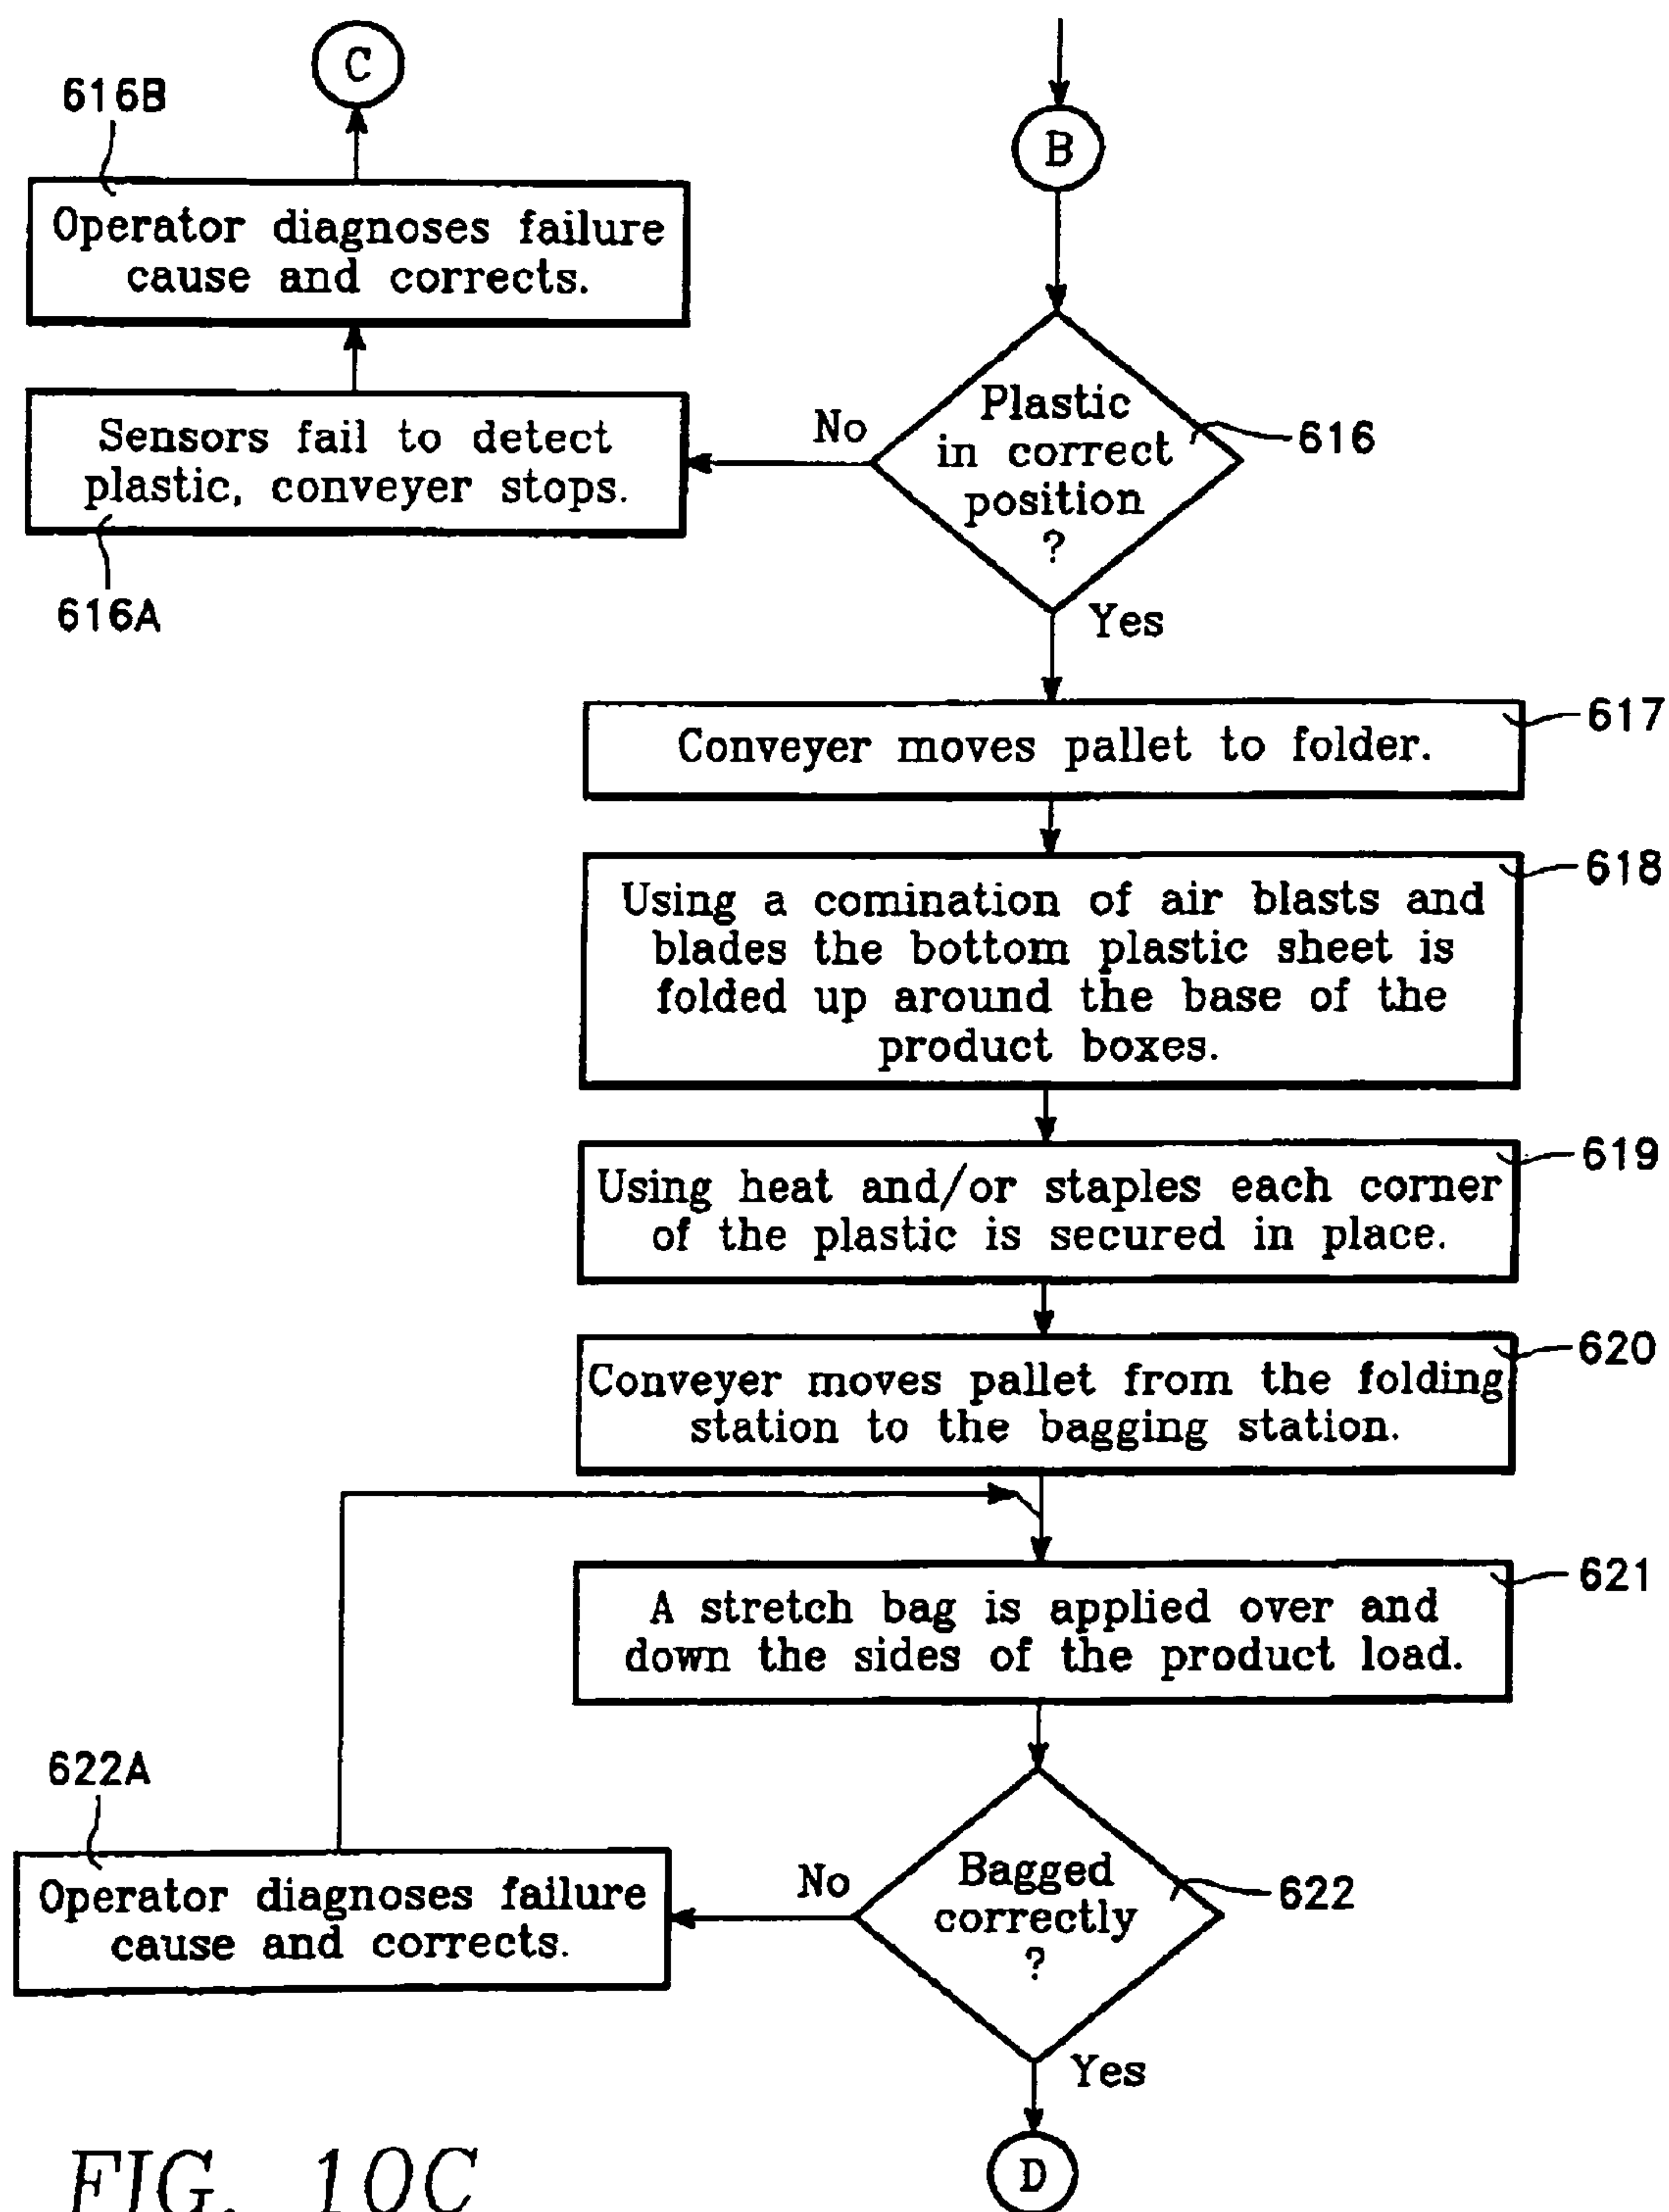 C
616B
Operator diagnoses failure
cause and corrects.
Sensors fail to detect
plastic, conveyer stops.
616A
B
Plastic
in correct
position
?
616
No
Yes
Conveyer moves pallet to folder.
617
Using a comination of air blasts and
blades the bottom plastic sheet is
folded up around the base of the
product boxes.
618
Using heat and/or staples each corner
of the plastic is secured in place.
619
Conveyer moves pallet from the folding
station to the bagging station.
620
A stretch bag is applied over and
down the sides of the product load.
621
622A
Operator diagnoses failure
cause and corrects.
No
Bagged
correctly
?
622
Yes
D
FIG. 10C